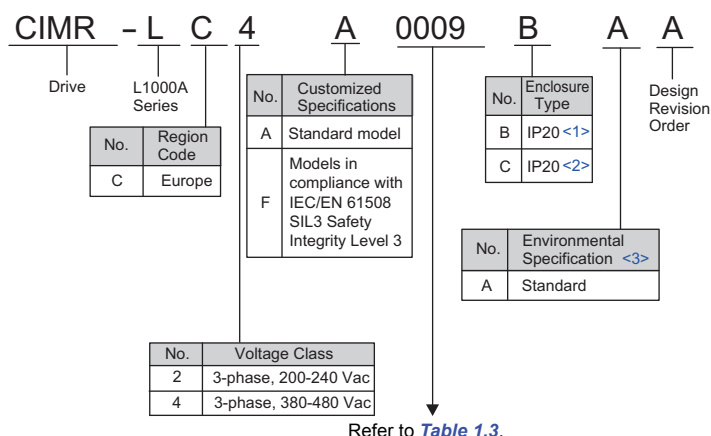 CIMR - L C 4 A 0009 B A A
Drive
L1000A
Series
No. Region
Code
C Europe
No. Customized
Specifications
A Standard model
F Models in
compliance with
IEC/EN 61508
SIL3 Safety
Integrity Level 3
No. Enclosure
Type
B IP20 <1>
C IP20 <2>
Design
Revision
Order
No. Environmental
Specification <3>
A Standard
No. Voltage Class
2 3-phase, 200-240 Vac
4 3-phase, 380-480 Vac
Refer to Table 1.3.